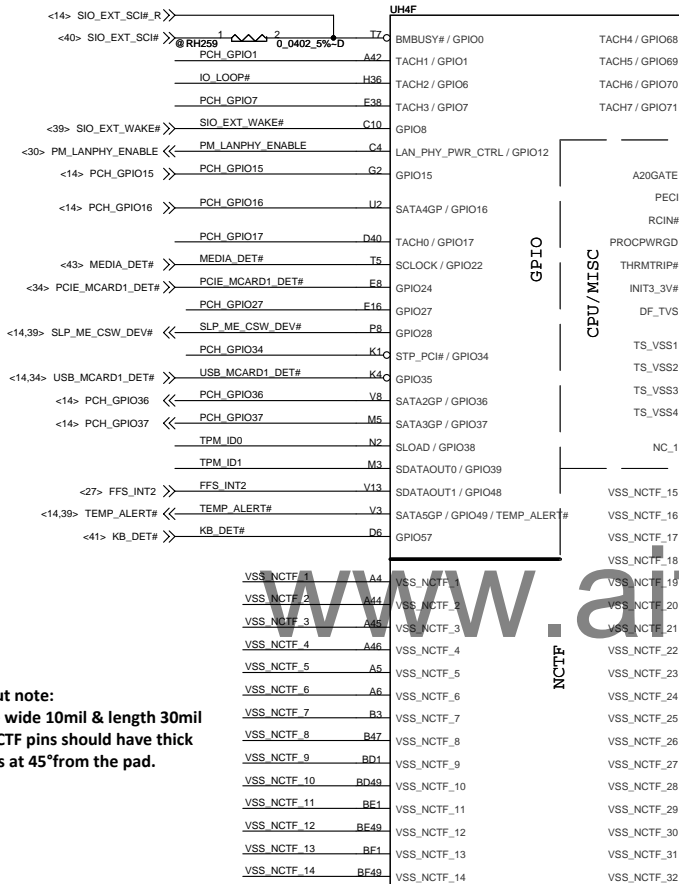 UH4F
<14> SIO_EXT_SCI#_R
<40> SIO_EXT_SCI# 1 2 T7 BMBUSY# / GPIO0 TACH4 / GPIO68
@RH259 0_0402_5%~D
PCH_GPIO1 A42 TACH1 / GPIO1 TACH5 / GPIO69
IO_LOOP# H36 TACH2 / GPIO6 TACH6 / GPIO70
PCH_GPIO7 E38 TACH3 / GPIO7 TACH7 / GPIO71
<39> SIO_EXT_WAKE# SIO_EXT_WAKE# C10 GPIO8
<30> PM_LANPHY_ENABLE PM_LANPHY_ENABLE C4 LAN_PHY_PWR_CTRL / GPIO12
<14> PCH_GPIO15 PCH_GPIO15 G2 GPIO15 A20GATE
PECI
<14> PCH_GPIO16 PCH_GPIO16 U2 SATA4GP / GPIO16
RCIN#
PCH_GPIO17 D40 TACH0 / GPIO17 PROCPWRGD
GPIO
CPU/MISC
<43> MEDIA_DET# MEDIA_DET# T5 SCLOCK / GPIO22 THRMTRIP#
<34> PCIE_MCARD1_DET# PCIE_MCARD1_DET# E8 GPIO24 INIT3_3V#
PCH_GPIO27 E16 GPIO27 DF_TVS
<14,39> SLP_ME_CSW_DEV# SLP_ME_CSW_DEV# P8 GPIO28
TS_VSS1
PCH_GPIO34 K1 STP_PCI# / GPIO34
TS_VSS2
<14,34> USB_MCARD1_DET# USB_MCARD1_DET# K4 GPIO35
TS_VSS3
<14> PCH_GPIO36 PCH_GPIO36 V8 SATA2GP / GPIO36
TS_VSS4
<14> PCH_GPIO37 PCH_GPIO37 M5 SATA3GP / GPIO37
TPM_ID0 N2 SLOAD / GPIO38 NC_1
TPM_ID1 M3 SDATAOUT0 / GPIO39
<27> FFS_INT2 FFS_INT2 V13 SDATAOUT1 / GPIO48 VSS_NCTF_15
<14,39> TEMP_ALERT# TEMP_ALERT# V3 SATA5GP / GPIO49 / TEMP_ALERT# VSS_NCTF_16
<41> KB_DET# KB_DET# D6 GPIO57 VSS_NCTF_17
VSS_NCTF_18
VSS_NCTF_1 A4 VSS_NCTF_1 VSS_NCTF_19
VSS_NCTF_2 A44 VSS_NCTF_2 VSS_NCTF_20
www.ai
VSS_NCTF_3 A45 VSS_NCTF_3 VSS_NCTF_21
VSS_NCTF_4 A46 VSS_NCTF_4 VSS_NCTF_22
NCTF
VSS_NCTF_5 A5 VSS_NCTF_5 VSS_NCTF_23
VSS_NCTF_6 A6 VSS_NCTF_6 VSS_NCTF_24
ut note:
VSS_NCTF_7 B3 VSS_NCTF_7 VSS_NCTF_25
wide 10mil & length 30mil
VSS_NCTF_8 B47 VSS_NCTF_8 VSS_NCTF_26
CTF pins should have thick
VSS_NCTF_9 BD1 VSS_NCTF_9 VSS_NCTF_27
s at 45°from the pad.
VSS_NCTF_10 BD49 VSS_NCTF_10 VSS_NCTF_28
VSS_NCTF_11 BE1 VSS_NCTF_11 VSS_NCTF_29
VSS_NCTF_12 BE49 VSS_NCTF_12 VSS_NCTF_30
VSS_NCTF_13 BF1 VSS_NCTF_13 VSS_NCTF_31
VSS_NCTF_14 BF49 VSS_NCTF_14 VSS_NCTF_32